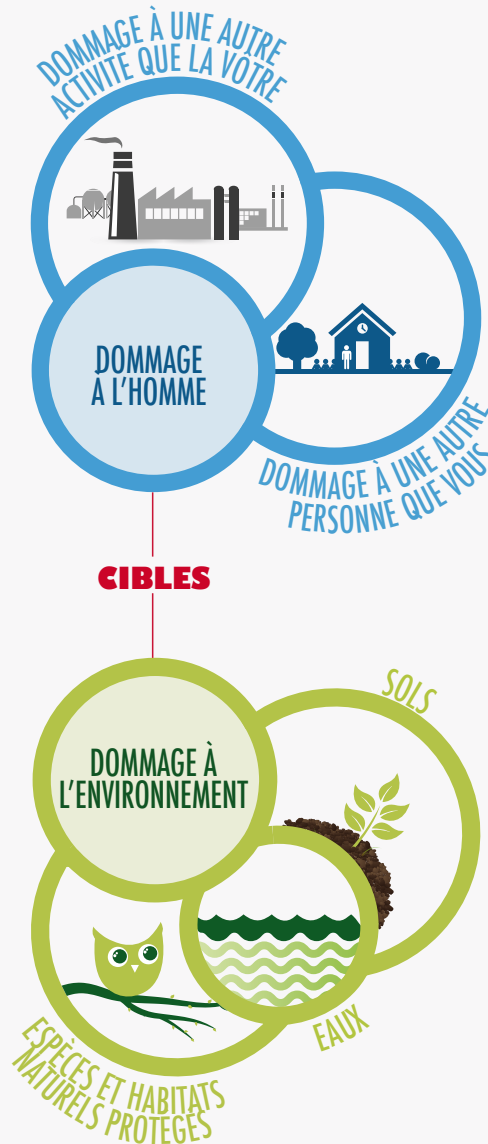 DOMMAGE À UNE AUTRE
ACTIVITÉ QUE LA VÔTRE
DOMMAGE
À L'HOMME
DOMMAGE À UNE AUTRE
PERSONNE QUE VOUS
CIBLES
SOLS
DOMMAGE À
L'ENVIRONNEMENT
EAUX
ESPÈCES ET HABITATS
NATURELS PROTÉGÉS